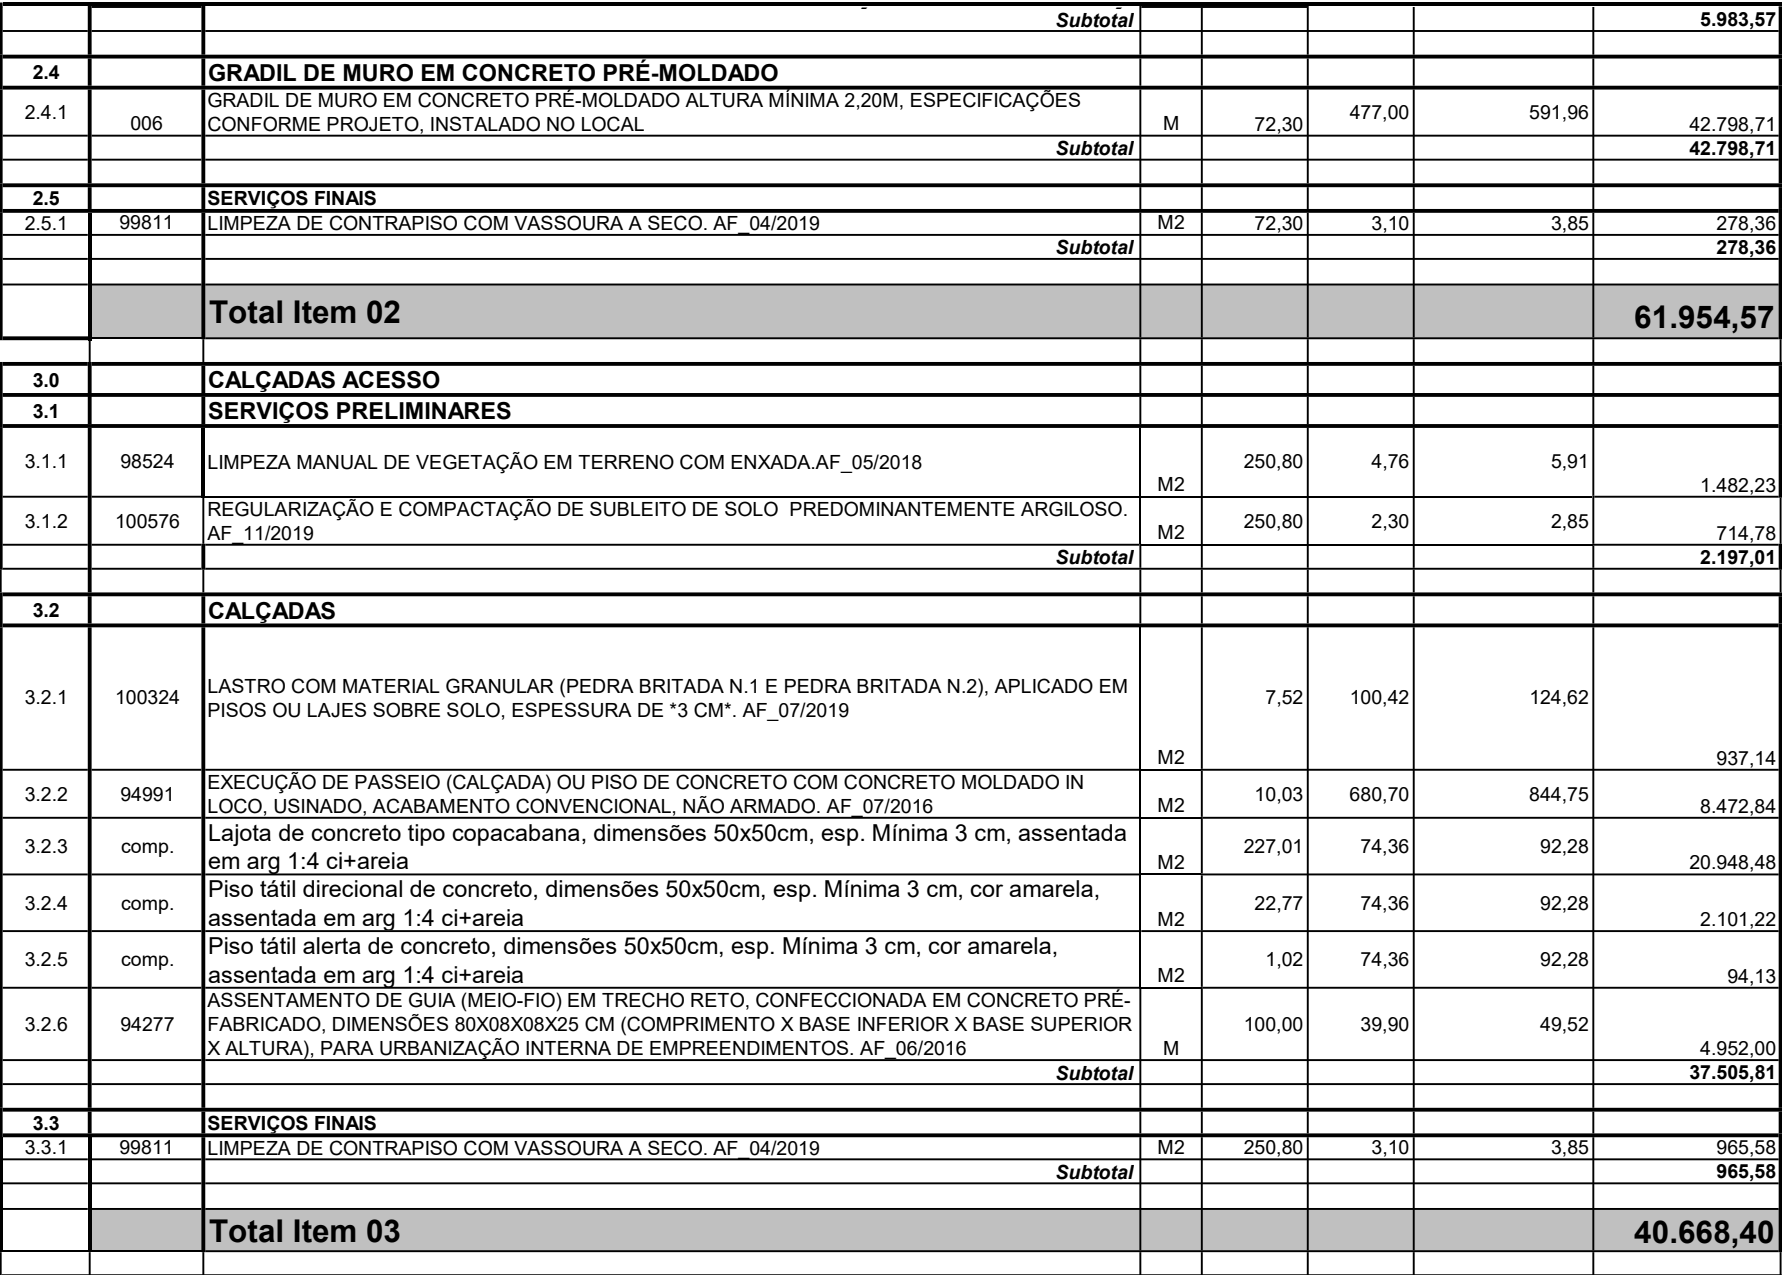 Subtotal 5.983,57
2.4 GRADIL DE MURO EM CONCRETO PRÉ-MOLDADO
2.4.1 006 GRADIL DE MURO EM CONCRETO PRÉ-MOLDADO ALTURA MÍNIMA 2,20M, ESPECIFICAÇÕES
CONFORME PROJETO, INSTALADO NO LOCAL M 72,30 477,00 591,96 42.798,71
Subtotal 42.798,71
2.5 SERVIÇOS FINAIS
2.5.1 99811 LIMPEZA DE CONTRAPISO COM VASSOURA A SECO. AF_04/2019 M2 72,30 3,10 3,85 278,36
Subtotal 278,36
Total Item 02 61.954,57
3.0 CALÇADAS ACESSO
3.1 SERVIÇOS PRELIMINARES
3.1.1 98524 LIMPEZA MANUAL DE VEGETAÇÃO EM TERRENO COM ENXADA.AF_05/2018 M2 250,80 4,76 5,91 1.482,23
3.1.2 100576 REGULARIZAÇÃO E COMPACTAÇÃO DE SUBLEITO DE SOLO PREDOMINANTEMENTE ARGILOSO.
AF_11/2019 M2 250,80 2,30 2,85 714,78
Subtotal 2.197,01
3.2 CALÇADAS
3.2.1 100324 LASTRO COM MATERIAL GRANULAR (PEDRA BRITADA N.1 E PEDRA BRITADA N.2), APLICADO EM
PISOS OU LAJES SOBRE SOLO, ESPESSURA DE *3 CM*. AF_07/2019 M2 7,52 100,42 124,62 937,14
3.2.2 94991 EXECUÇÃO DE PASSEIO (CALÇADA) OU PISO DE CONCRETO COM CONCRETO MOLDADO IN
LOCO, USINADO, ACABAMENTO CONVENCIONAL, NÃO ARMADO. AF_07/2016 M2 10,03 680,70 844,75 8.472,84
3.2.3 comp. Lajota de concreto tipo copacabana, dimensões 50x50cm, esp. Mínima 3 cm, assentada
em arg 1:4 ci+areia M2 227,01 74,36 92,28 20.948,48
3.2.4 comp. Piso tátil direcional de concreto, dimensões 50x50cm, esp. Mínima 3 cm, cor amarela,
assentada em arg 1:4 ci+areia M2 22,77 74,36 92,28 2.101,22
3.2.5 comp. Piso tátil alerta de concreto, dimensões 50x50cm, esp. Mínima 3 cm, cor amarela,
assentada em arg 1:4 ci+areia M2 1,02 74,36 92,28 94,13
3.2.6 94277 ASSENTAMENTO DE GUIA (MEIO-FIO) EM TRECHO RETO, CONFECCIONADA EM CONCRETO PRÉ-
FABRICADO, DIMENSÕES 80X08X08X25 CM (COMPRIMENTO X BASE INFERIOR X BASE SUPERIOR
X ALTURA), PARA URBANIZAÇÃO INTERNA DE EMPREENDIMENTOS. AF_06/2016 M 100,00 39,90 49,52 4.952,00
Subtotal 37.505,81
3.3 SERVIÇOS FINAIS
3.3.1 99811 LIMPEZA DE CONTRAPISO COM VASSOURA A SECO. AF_04/2019 M2 250,80 3,10 3,85 965,58
Subtotal 965,58
Total Item 03 40.668,40